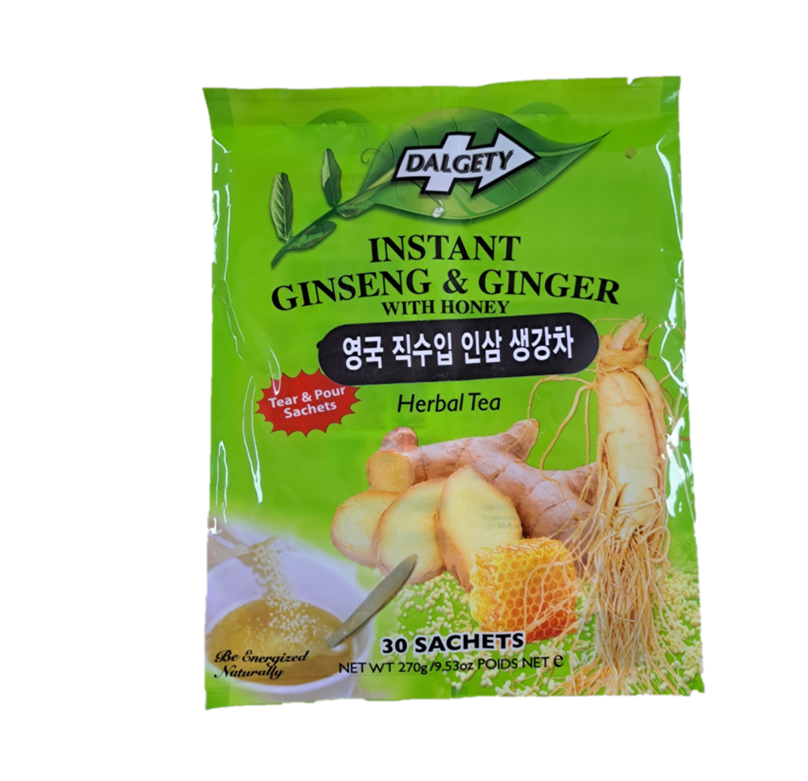 DALGETY
INSTANT
GINSENG & GINGER
WITH HONEY
영국 직수입 인삼 생강차
Tear & Pour
Sachets
Herbal Tea
30 SACHETS
NET WT 270g/9.53oz POIDS NET e
Be Energized
Naturally